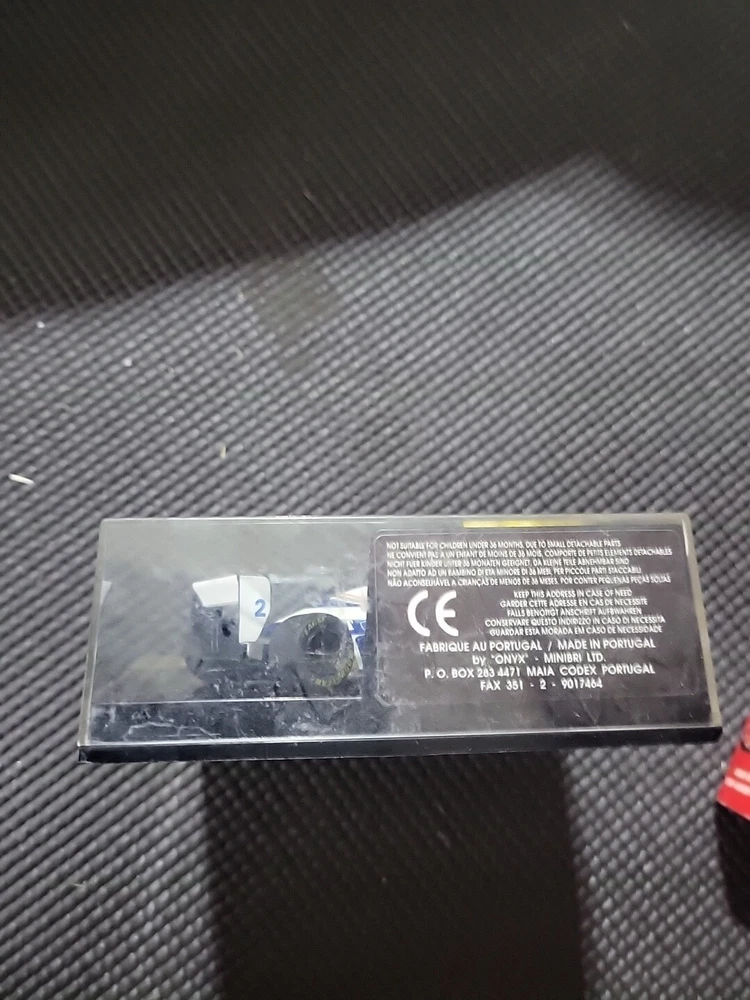 NOT SUITABLE FOR CHILDREN UNDER 36 MONTHS. DUE TO SMALL DETACHABLE PARTS
NE CONVIENT PAS A UN ENFANT DE MOINS DE 36 MOIS. COMPORTE DE PETITS ELEMENTS DETACHABLES
NICHT FUER KINDER UNTER 36 MONATEN GEEIGNET, DA KLEINE TEILE ABNEHMBAR SIND
NON ADATTO AD UN BAMBINO DI ETA MINORE DI 36 MESI. PER PICCOLE PARTI STACCABILI
NÃO ACONSELHÁVEL A CRIANÇAS DE MENOS DE 36 MESES. POR CONTER PEQUENAS PEÇAS SOLTAS
CE
KEEP THIS ADDRESS IN CASE OF NEED
GARDER CETTE ADRESSE EN CAS DE NECESSITE
FALLS BENOTIGT ANSCHRIFT AUFBEWAHREN
CONSERVARE QUESTO INDIRIZZO IN CASO DI NECESSITA
GUARDAR ESTA MORADA EM CASO DE NECESSIDADE
FABRIQUE AU PORTUGAL / MADE IN PORTUGAL
by "ONYX" - MINIBRI LTD.
P. O. BOX 283 4471 MAIA CODEX PORTUGAL
FAX 351 - 2 - 9017464
2